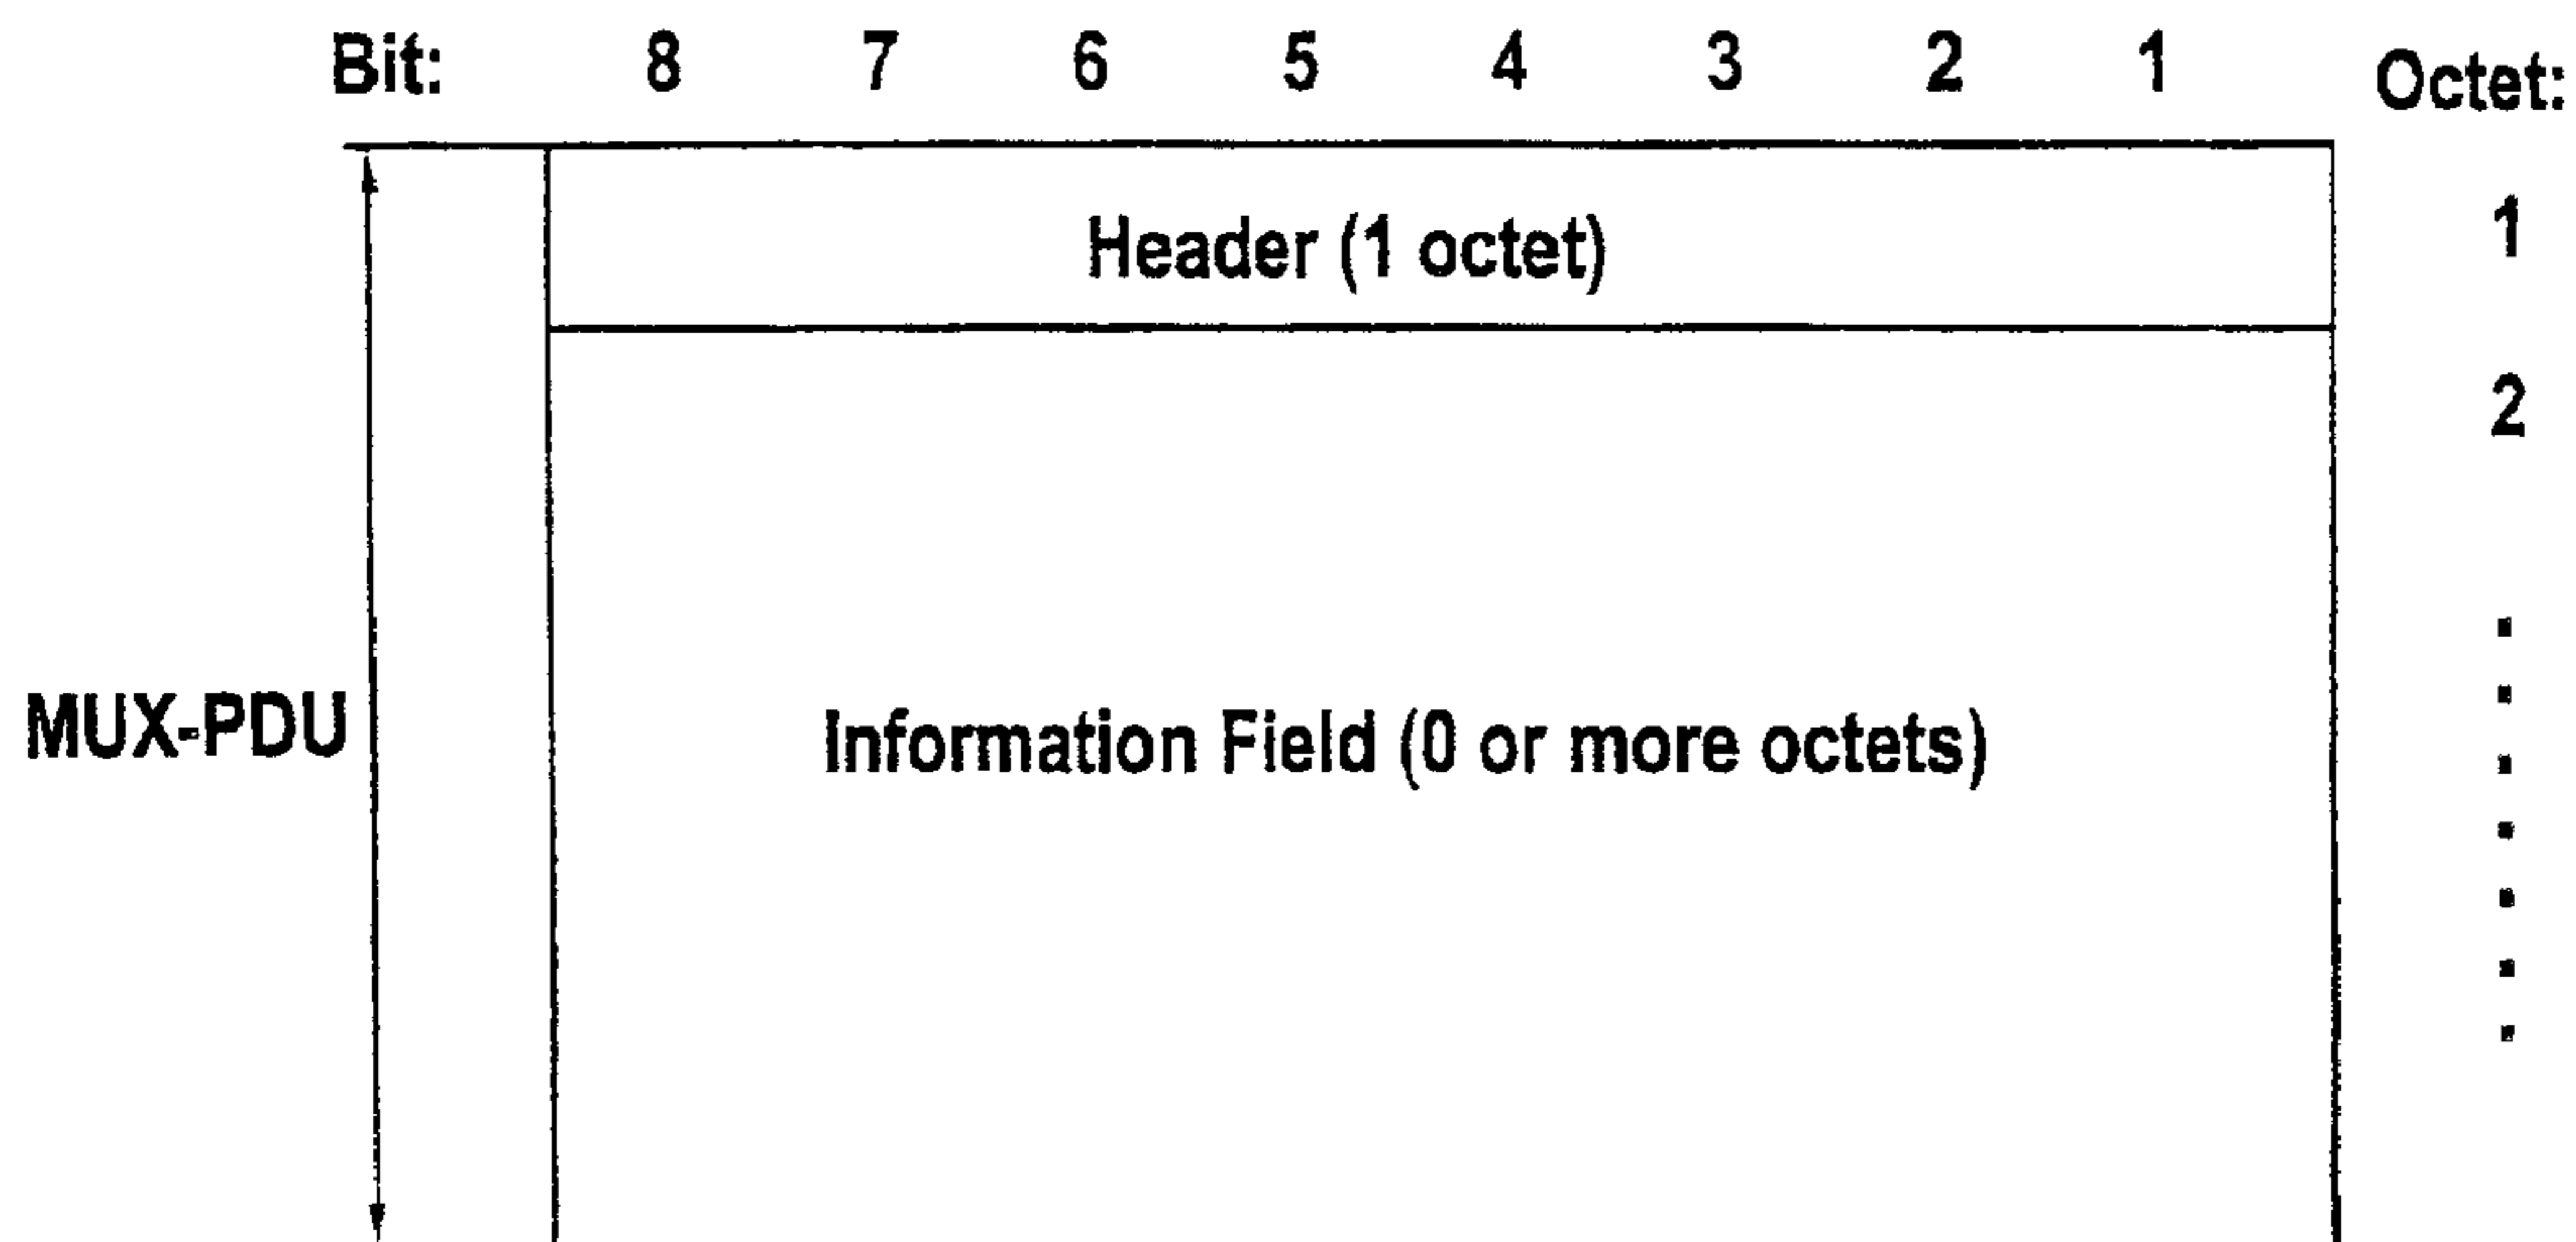 Bit: 8 7 6 5 4 3 2 1 Octet:
Header (1 octet) 1
2
MUX-PDU Information Field (0 or more octets)